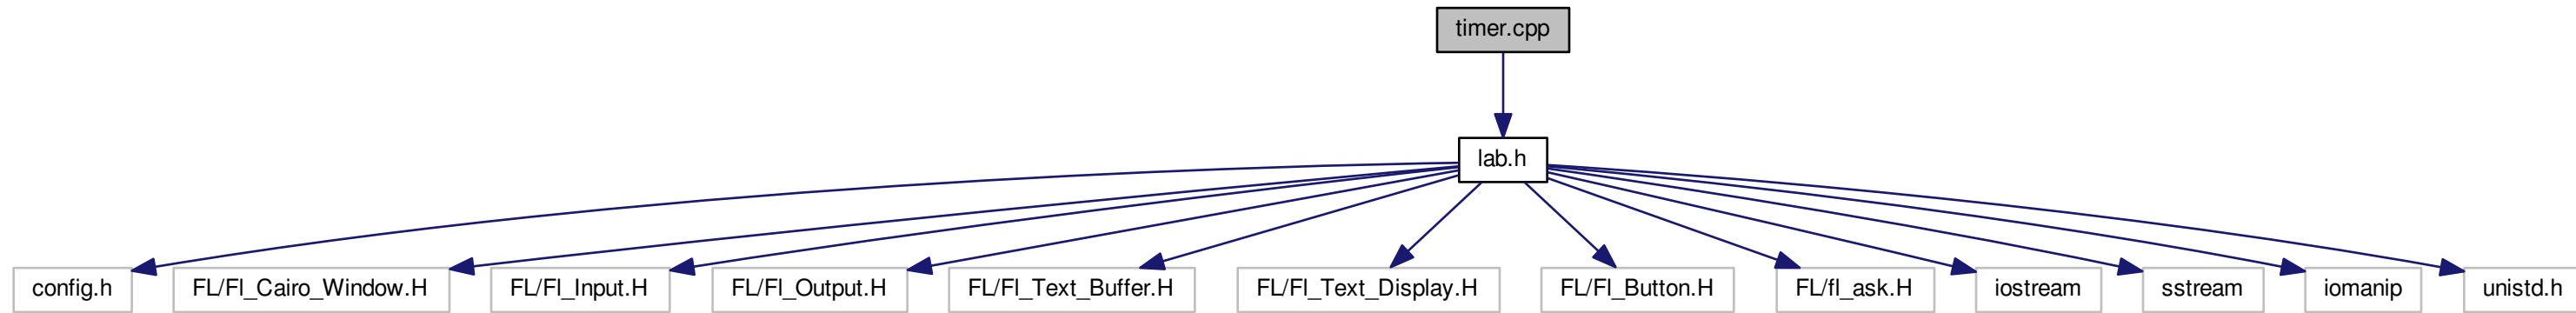 timer.cpp
lab.h
config.h
FL/Fl_Cairo_Window.H
FL/Fl_Input.H
FL/Fl_Output.H
FL/Fl_Text_Buffer.H
FL/Fl_Text_Display.H
FL/Fl_Button.H
FL/fl_ask.H
iostream
sstream
iomanip
unistd.h